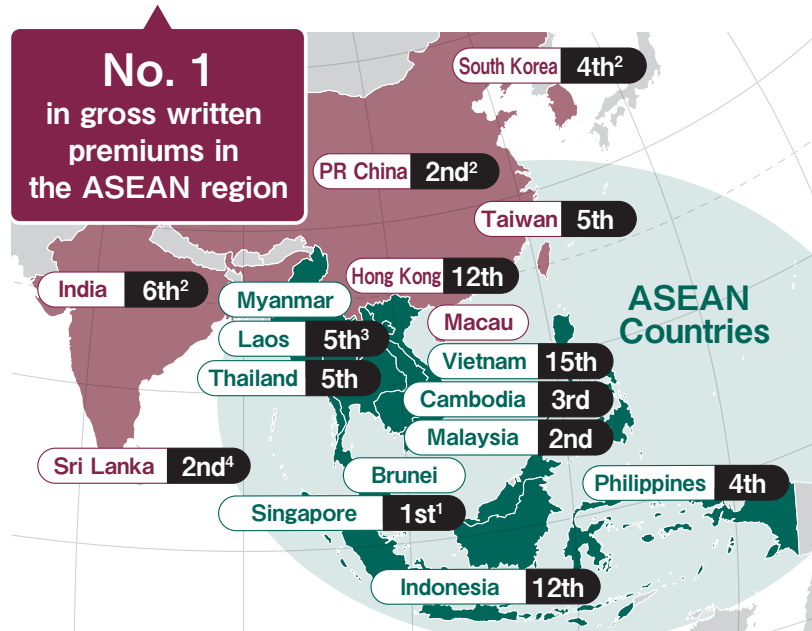 No. 1
in gross written
premiums in
the ASEAN region
South Korea 4th²
PR China 2nd²
Taiwan 5th
India 6th²
Hong Kong 12th
Myanmar
ASEAN
Countries
Macau
Laos 5th³
Vietnam 15th
Thailand 5th
Cambodia 3rd
Malaysia 2nd
Sri Lanka 2nd⁴
Brunei
Philippines 4th
Singapore 1st¹
Indonesia 12th